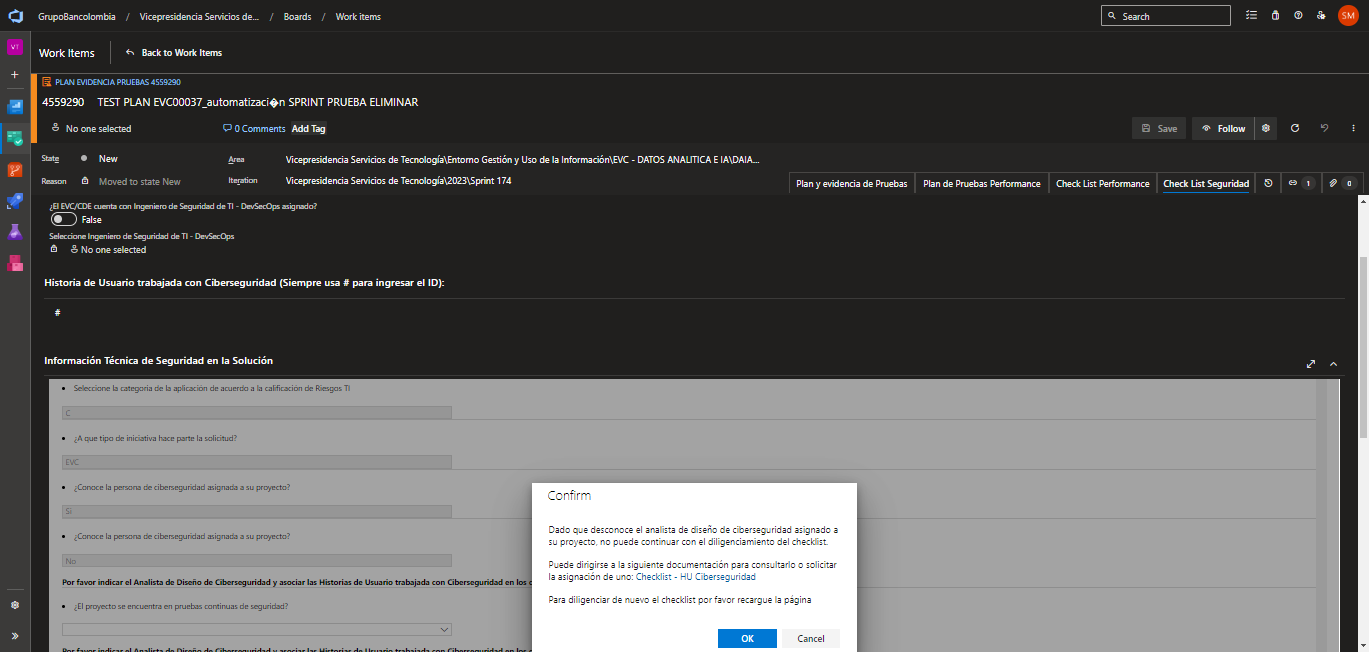 GrupoBancolombia / Vicepresidencia Servicios de... / Boards / Work items
Search
SM
VT
Work Items
Back to Work Items
PLAN EVIDENCIA PRUEBAS 4559290
4559290 TEST PLAN EVC00037_automatizaci�n SPRINT PRUEBA ELIMINAR
No one selected
0 Comments
Add Tag
Save
Follow
State
New
Area
Vicepresidencia Servicios de Tecnología\Entorno Gestión y Uso de la Información\EVC - DATOS ANALITICA E IA\DAIA...
Reason
Moved to state New
Iteration
Vicepresidencia Servicios de Tecnología\2023\Sprint 174
Plan y evidencia de Pruebas
Plan de Pruebas Performance
Check List Performance
Check List Seguridad
1
0
¿El EVC/CDE cuenta con Ingeniero de Seguridad de TI - DevSecOps asignado?
False
Seleccione Ingeniero de Seguridad de TI - DevSecOps
No one selected
Historia de Usuario trabajada con Ciberseguridad (Siempre usa # para ingresar el ID):
#
Información Técnica de Seguridad en la Solución
• Seleccione la categoría de la aplicación de acuerdo a la calificación de Riesgos TI
C
• ¿A que tipo de iniciativa hace parte la solicitud?
EVC
• ¿Conoce la persona de ciberseguridad asignada a su proyecto?
Si
• ¿Conoce la persona de ciberseguridad asignada a su proyecto?
No
Por favor indicar el Analista de Diseño de Ciberseguridad y asociar las Historias de Usuario trabajada con Ciberseguridad en los
• ¿El proyecto se encuentra en pruebas continuas de seguridad?
Por favor indicar el Analista de Diseño de Ciberseguridad y asociar las Historias de Usuario trabajada con Ciberseguridad en los
Confirm
Dado que desconoce el analista de diseño de ciberseguridad asignado a
su proyecto, no puede continuar con el diligenciamiento del checklist.
Puede dirigirse a la siguiente documentación para consultarlo o solicitar
la asignación de uno: Checklist - HU Ciberseguridad
Para diligenciar de nuevo el checklist por favor recargue la página
OK
Cancel